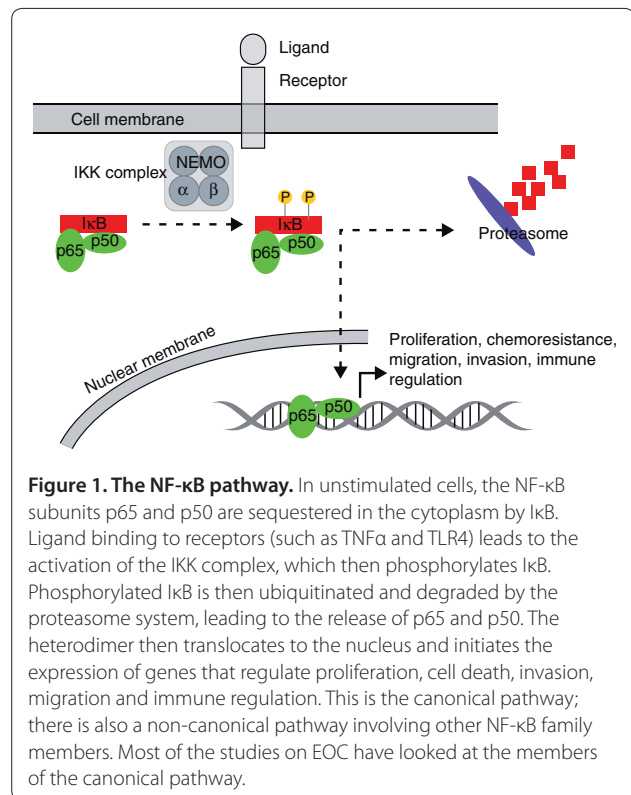 Ligand
Receptor
Cell membrane
IKK complex
NEMO
α β
P P
IκB
p65 p50
IκB
p65 p50
Proteasome
Nuclear membrane
Proliferation, chemoresistance,
migration, invasion, immune
regulation
p65 p50
Figure 1. The NF-κB pathway. In unstimulated cells, the NF-κB
subunits p65 and p50 are sequestered in the cytoplasm by IκB.
Ligand binding to receptors (such as TNFα and TLR4) leads to the
activation of the IKK complex, which then phosphorylates IκB.
Phosphorylated IκB is then ubiquitinated and degraded by the
proteasome system, leading to the release of p65 and p50. The
heterodimer then translocates to the nucleus and initiates the
expression of genes that regulate proliferation, cell death, invasion,
migration and immune regulation. This is the canonical pathway;
there is also a non-canonical pathway involving other NF-κB family
members. Most of the studies on EOC have looked at the members
of the canonical pathway.